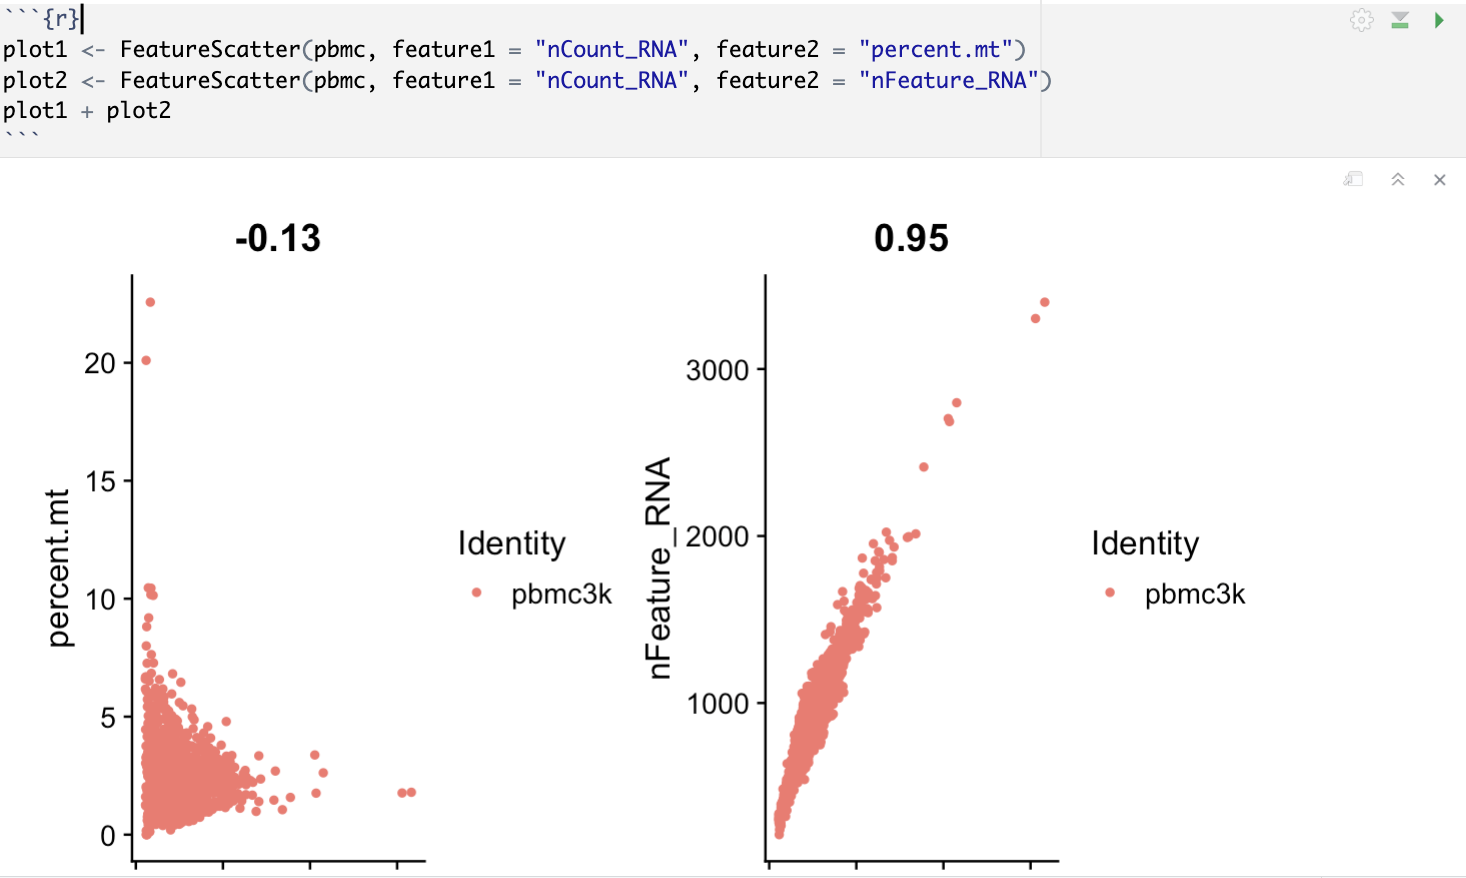 ```{r}
plot1 <- FeatureScatter(pbmc, feature1 = "nCount_RNA", feature2 = "percent.mt")
plot2 <- FeatureScatter(pbmc, feature1 = "nCount_RNA", feature2 = "nFeature_RNA")
plot1 + plot2
```
-0.13
percent.mt
20
15
10
5
0
Identity
pbmc3k
0.95
nFeature_RNA
3000
2000
1000
Identity
pbmc3k